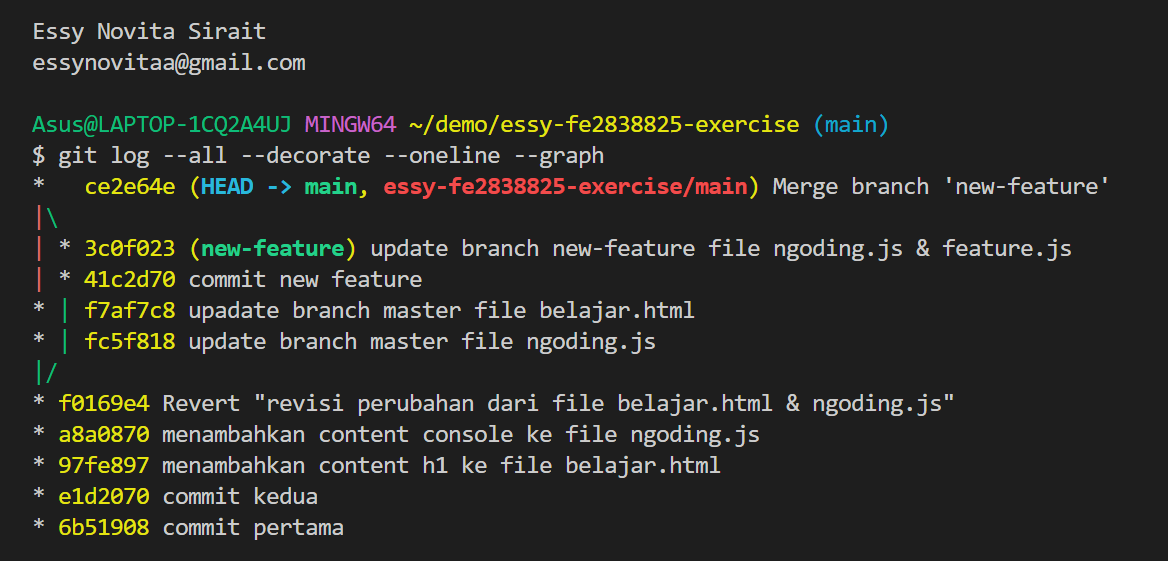 Essy Novita Sirait
essynovitaa@gmail.com
Asus@LAPTOP-1CQ2A4UJ MINGW64 ~/demo/essy-fe2838825-exercise (main)
$ git log --all --decorate --oneline --graph
*   ce2e64e (HEAD -> main, essy-fe2838825-exercise/main) Merge branch 'new-feature'
|\
| * 3c0f023 (new-feature) update branch new-feature file ngoding.js & feature.js
| * 41c2d70 commit new feature
* | f7af7c8 upadate branch master file belajar.html
* | fc5f818 update branch master file ngoding.js
|/
* f0169e4 Revert "revisi perubahan dari file belajar.html & ngoding.js"
* a8a0870 menambahkan content console ke file ngoding.js
* 97fe897 menambahkan content h1 ke file belajar.html
* e1d2070 commit kedua
* 6b51908 commit pertama